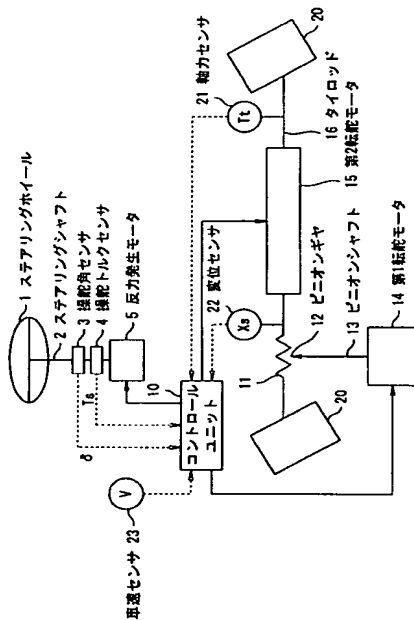 1 ステアリングホイール
2 ステアリングシャフト
3 操舵角センサ
4 操舵トルクセンサ
5 反力発生モータ
Ts
δ
10
コントロール
ユニット
V
車速センサ 23
22 変位センサ
Xs
21 軸力センサ
Tt
20
16 タイロッド
15 第2転舵モータ
11
12 ピニオンギヤ
13 ピニオンシャフト
14 第1転舵モータ
20